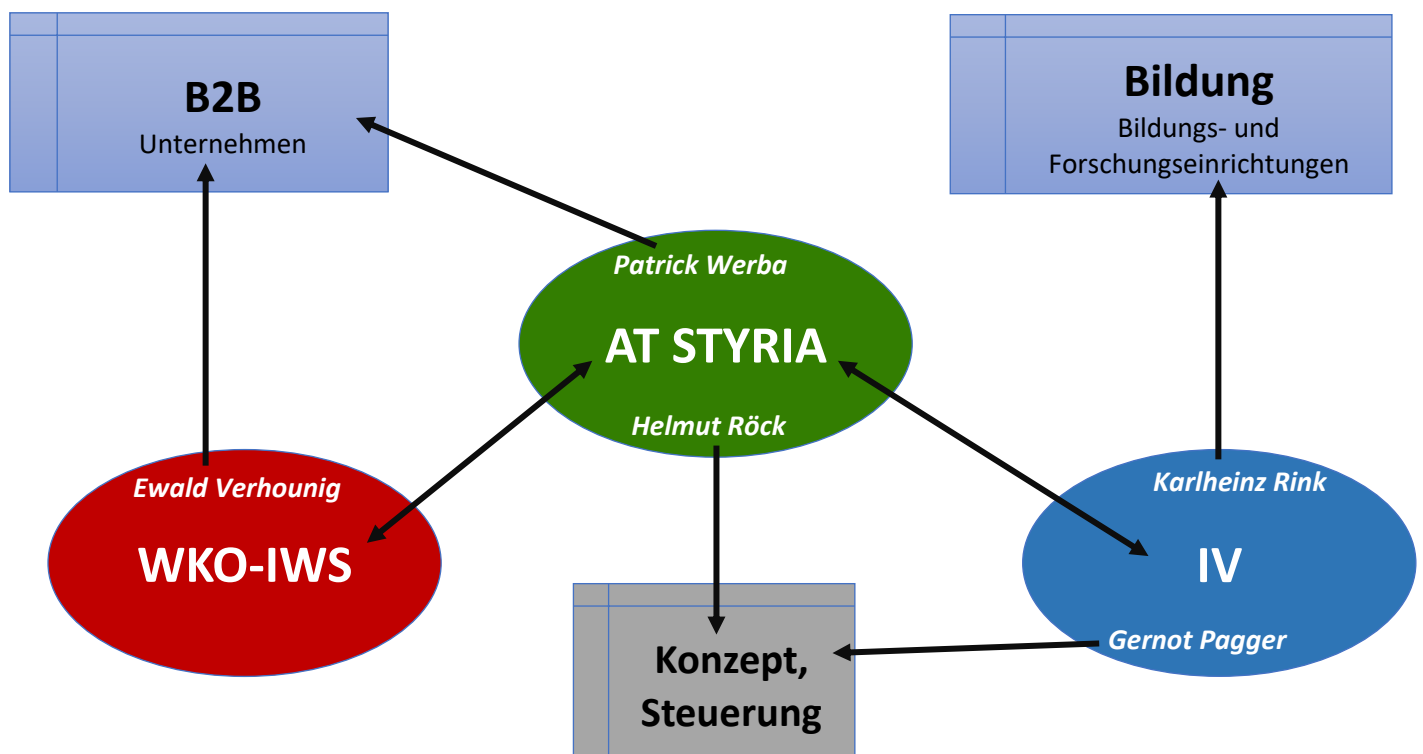 B2B
Unternehmen
Bildung
Bildungs- und
Forschungseinrichtungen
Patrick Werba
AT STYRIA
Helmut Röck
Ewald Verhounig
WKO-IWS
Karlheinz Rink
IV
Gernot Pagger
Konzept,
Steuerung